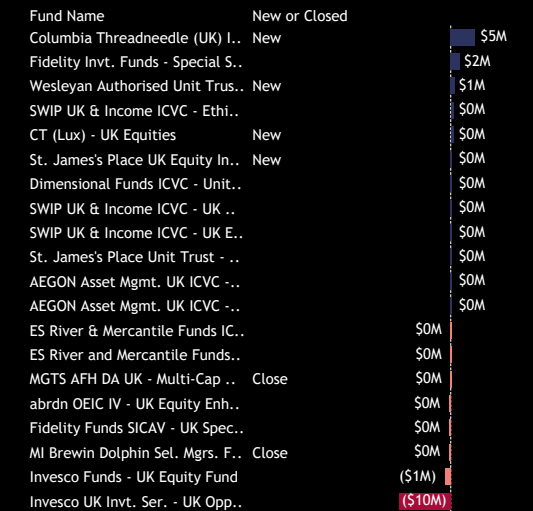 Fund Name New or Closed
Columbia Threadneedle (UK) I.. New $5M
Fidelity Invt. Funds - Special S.. $2M
Wesleyan Authorised Unit Trus.. New $1M
SWIP UK & Income ICVC - Ethi.. $0M
CT (Lux) - UK Equities New $0M
St. James's Place UK Equity In.. New $0M
Dimensional Funds ICVC - Unit.. $0M
SWIP UK & Income ICVC - UK .. $0M
SWIP UK & Income ICVC - UK E.. $0M
St. James's Place Unit Trust - .. $0M
AEGON Asset Mgmt. UK ICVC -.. $0M
AEGON Asset Mgmt. UK ICVC -.. $0M
ES River & Mercantile Funds IC.. $0M
ES River and Mercantile Funds.. $0M
MGTS AFH DA UK - Multi-Cap .. Close $0M
abrdn OEIC IV - UK Equity Enh.. $0M
Fidelity Funds SICAV - UK Spec.. $0M
MI Brewin Dolphin Sel. Mgrs. F.. Close $0M
Invesco Funds - UK Equity Fund ($1M)
Invesco UK Invt. Ser. - UK Opp.. ($10M)